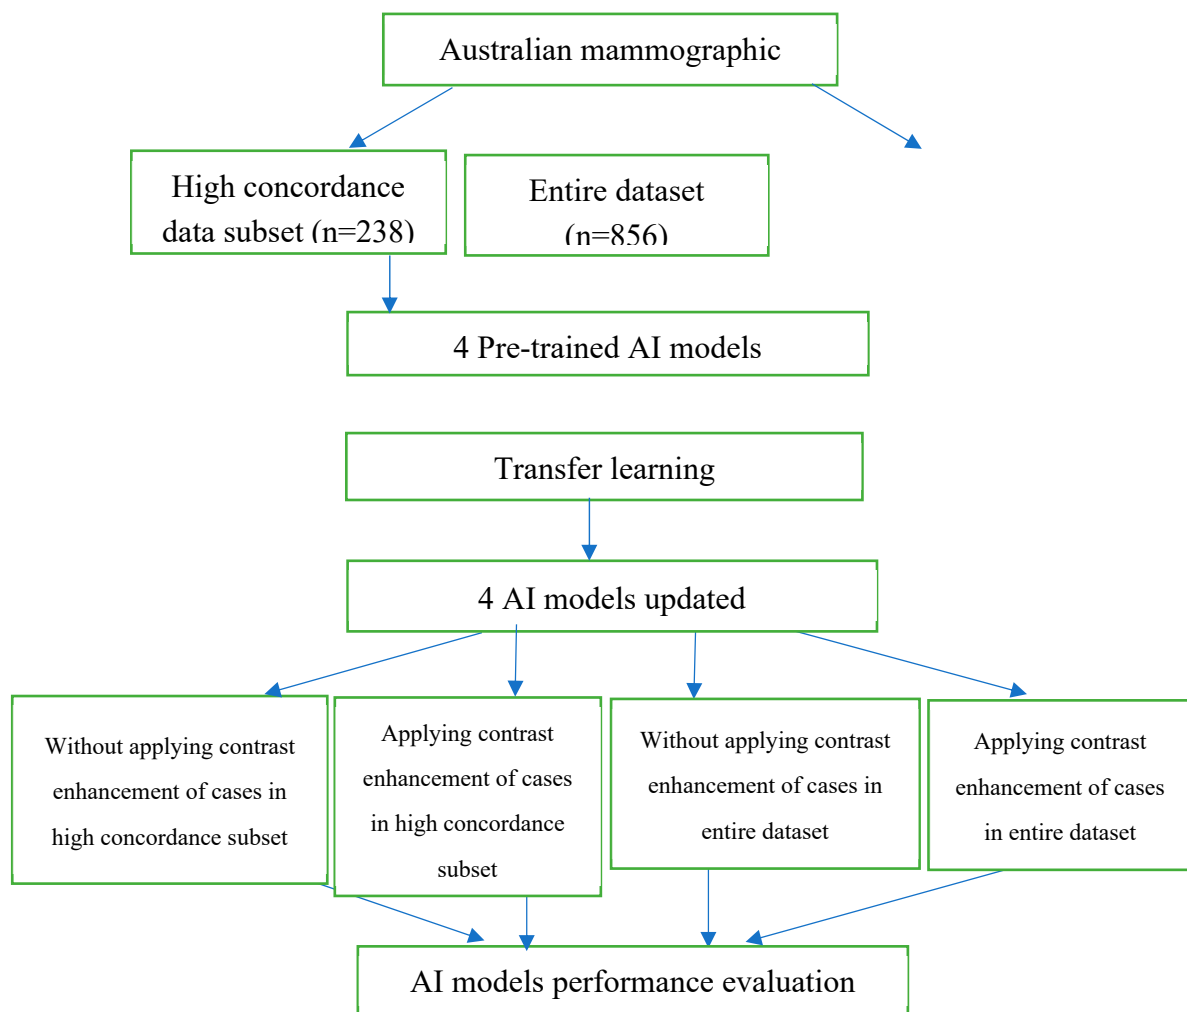 Australian mammographic
High concordance
data subset (n=238)
Entire dataset
(n=856)
4 Pre-trained AI models
Transfer learning
4 AI models updated
Without applying contrast
enhancement of cases in
high concordance subset
Applying contrast
enhancement of cases
in high concordance
subset
Without applying contrast
enhancement of cases in
entire dataset
Applying contrast
enhancement of cases
in entire dataset
AI models performance evaluation